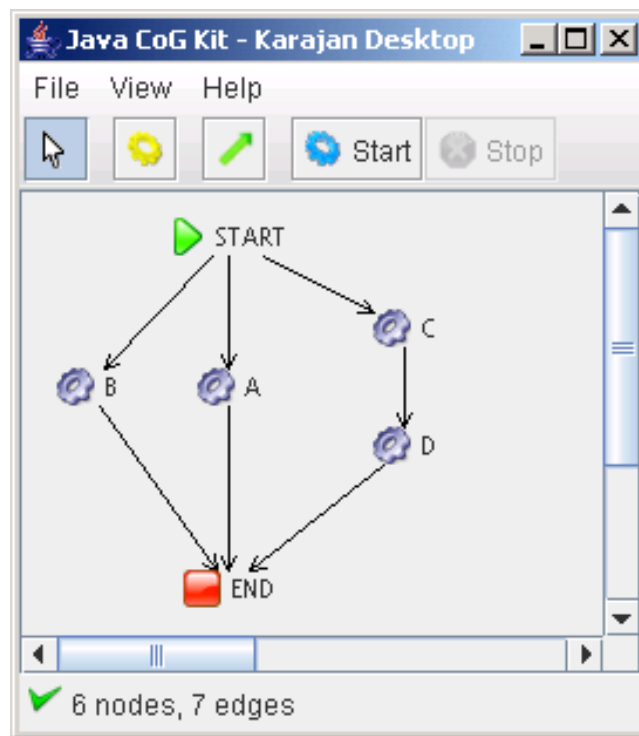 Java CoG Kit - Karajan Desktop
File View Help
Start Stop
START
C
B A
D
END
6 nodes, 7 edges